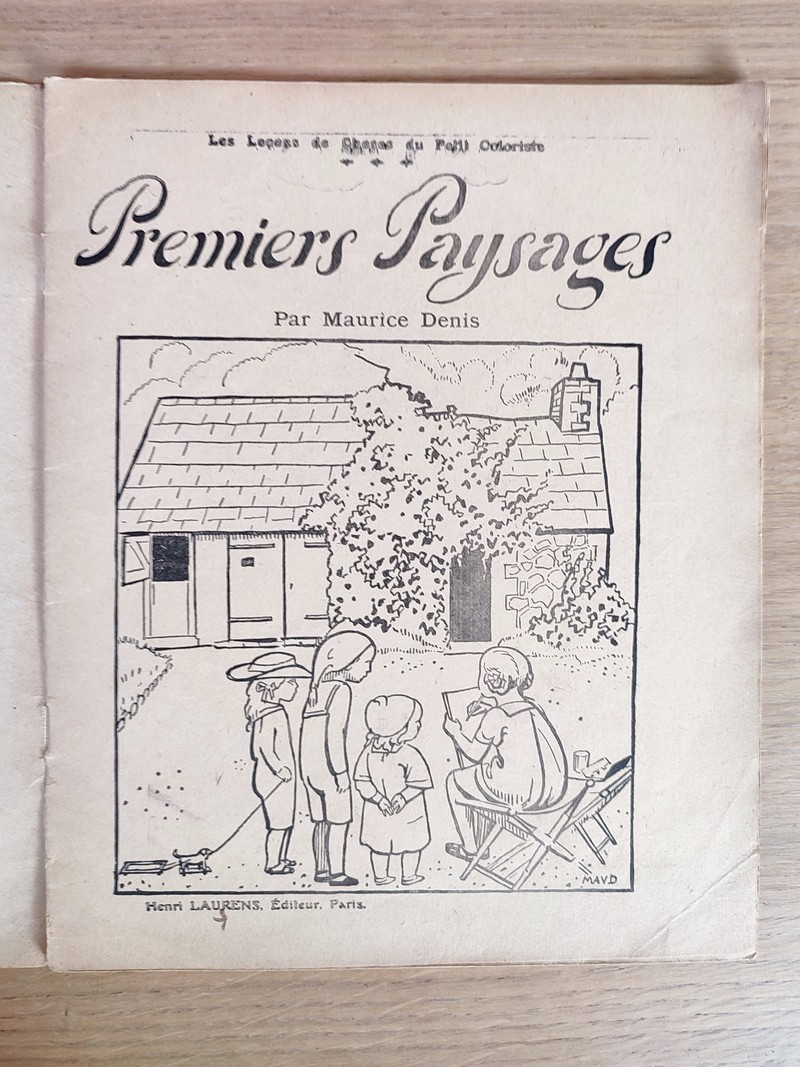 Les Leçons de Choses du Petit Coloriste
Premiers Paysages
Par Maurice Denis
MAVD
Henri LAURENS, Éditeur, Paris.